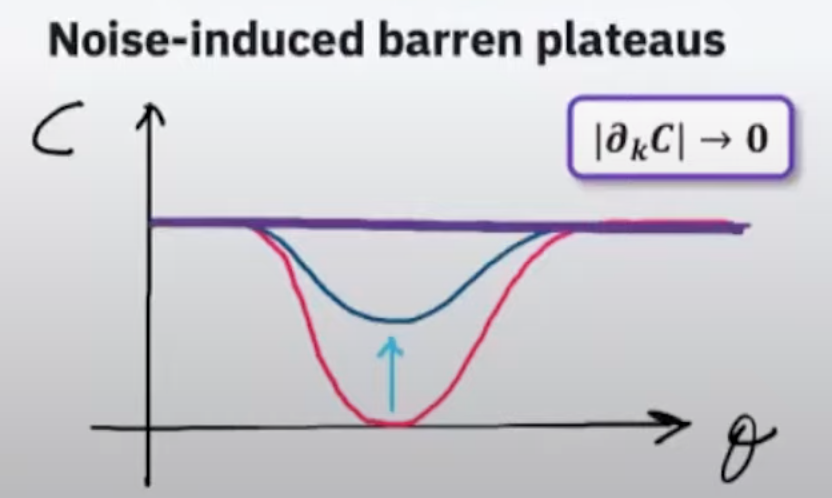 Noise-induced barren plateaus
C
|∂ₖC| → 0
θ